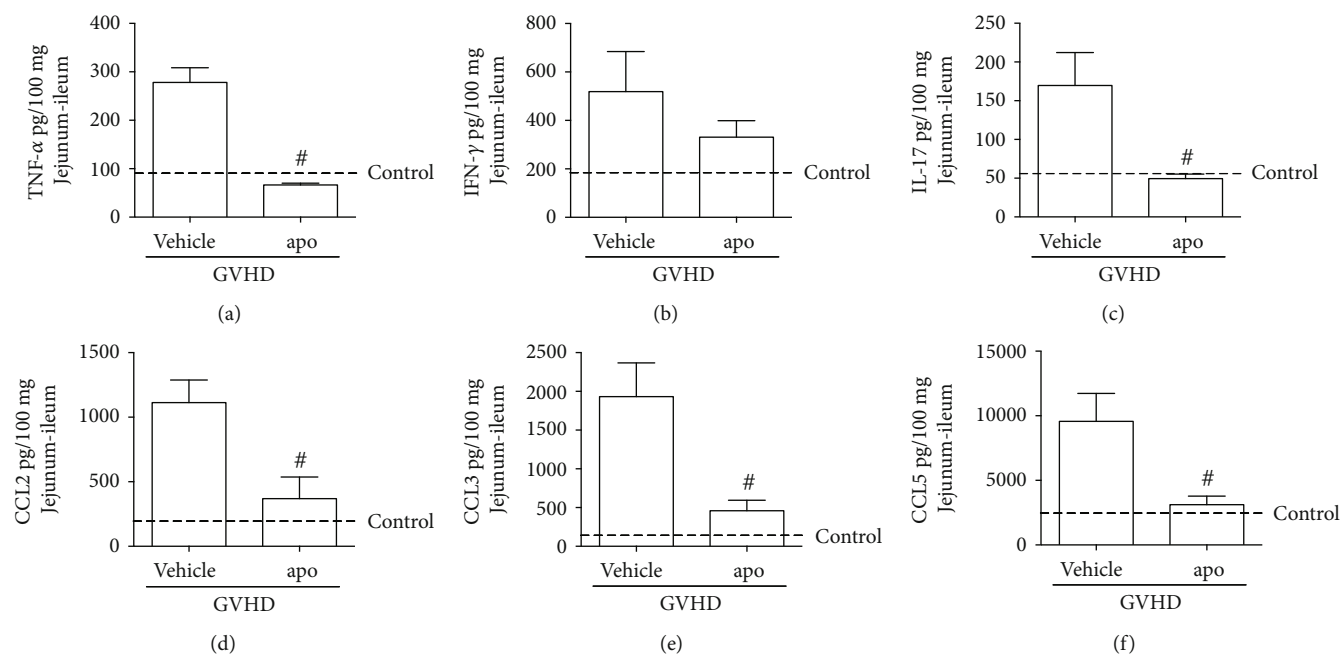 TNF-α pg/100 mg
Jejunum-ileum
400
300
200
100
0
#
Control
Vehicle
apo
GVHD
(a)
IFN-γ pg/100 mg
Jejunum-ileum
800
600
400
200
0
Control
Vehicle
apo
GVHD
(b)
IL-17 pg/100 mg
Jejunum-ileum
250
200
150
100
50
0
#
Control
Vehicle
apo
GVHD
(c)
CCL2 pg/100 mg
Jejunum-ileum
1500
1000
500
0
#
Control
Vehicle
apo
GVHD
(d)
CCL3 pg/100 mg
Jejunum-ileum
2500
2000
1500
1000
500
0
#
Control
Vehicle
apo
GVHD
(e)
CCL5 pg/100 mg
Jejunum-ileum
15000
10000
5000
0
#
Control
Vehicle
apo
GVHD
(f)